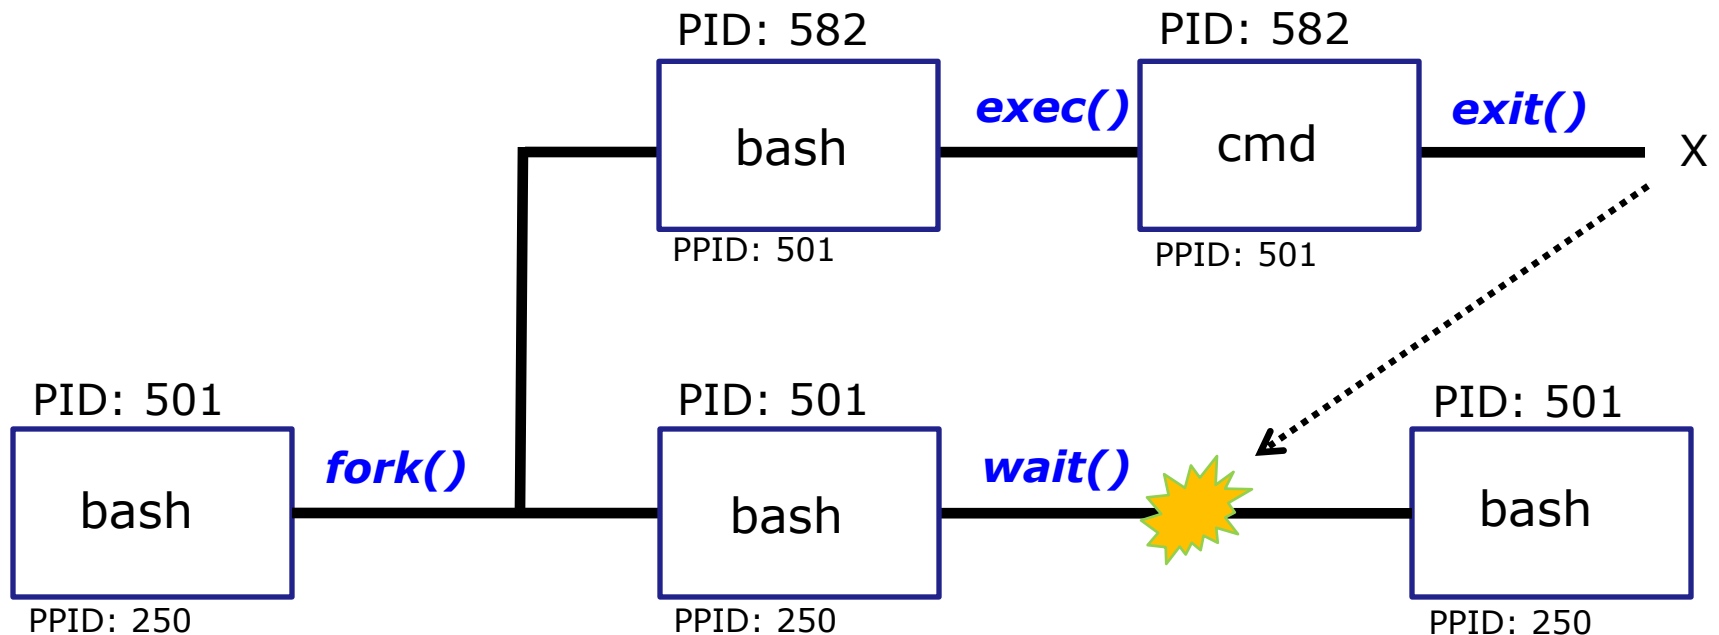 PID: 582
PID: 582
bash
exec()
cmd
exit()
X
PPID: 501
PPID: 501
PID: 501
PID: 501
PID: 501
bash
fork()
bash
wait()
bash
PPID: 250
PPID: 250
PPID: 250